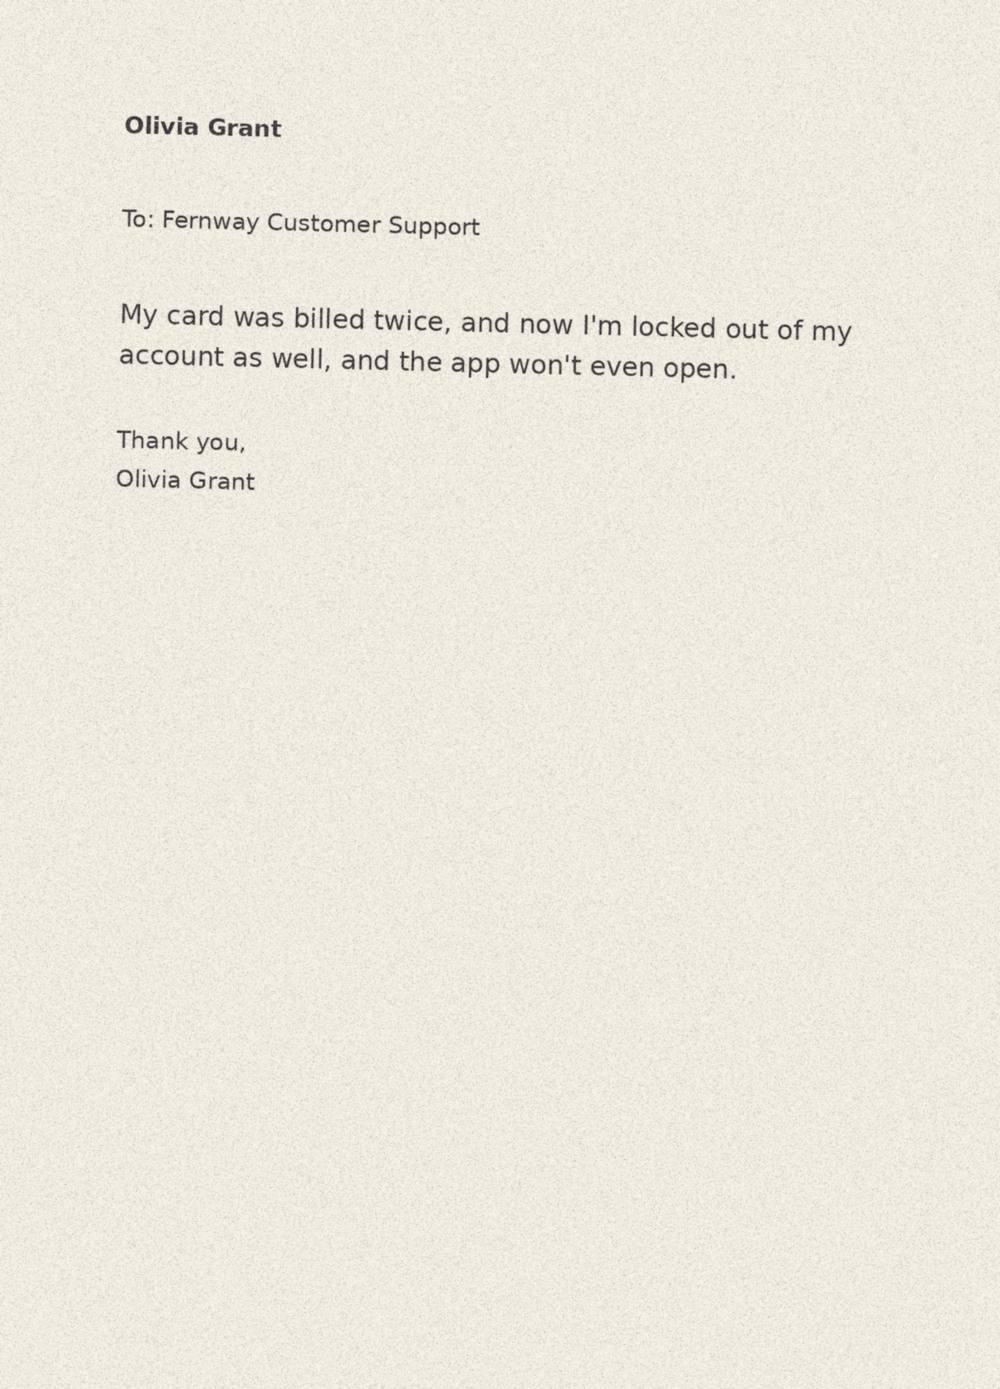 Olivia Grant
To: Fernway Customer Support
My card was billed twice, and now I'm locked out of my
account as well, and the app won't even open.
Thank you,
Olivia Grant